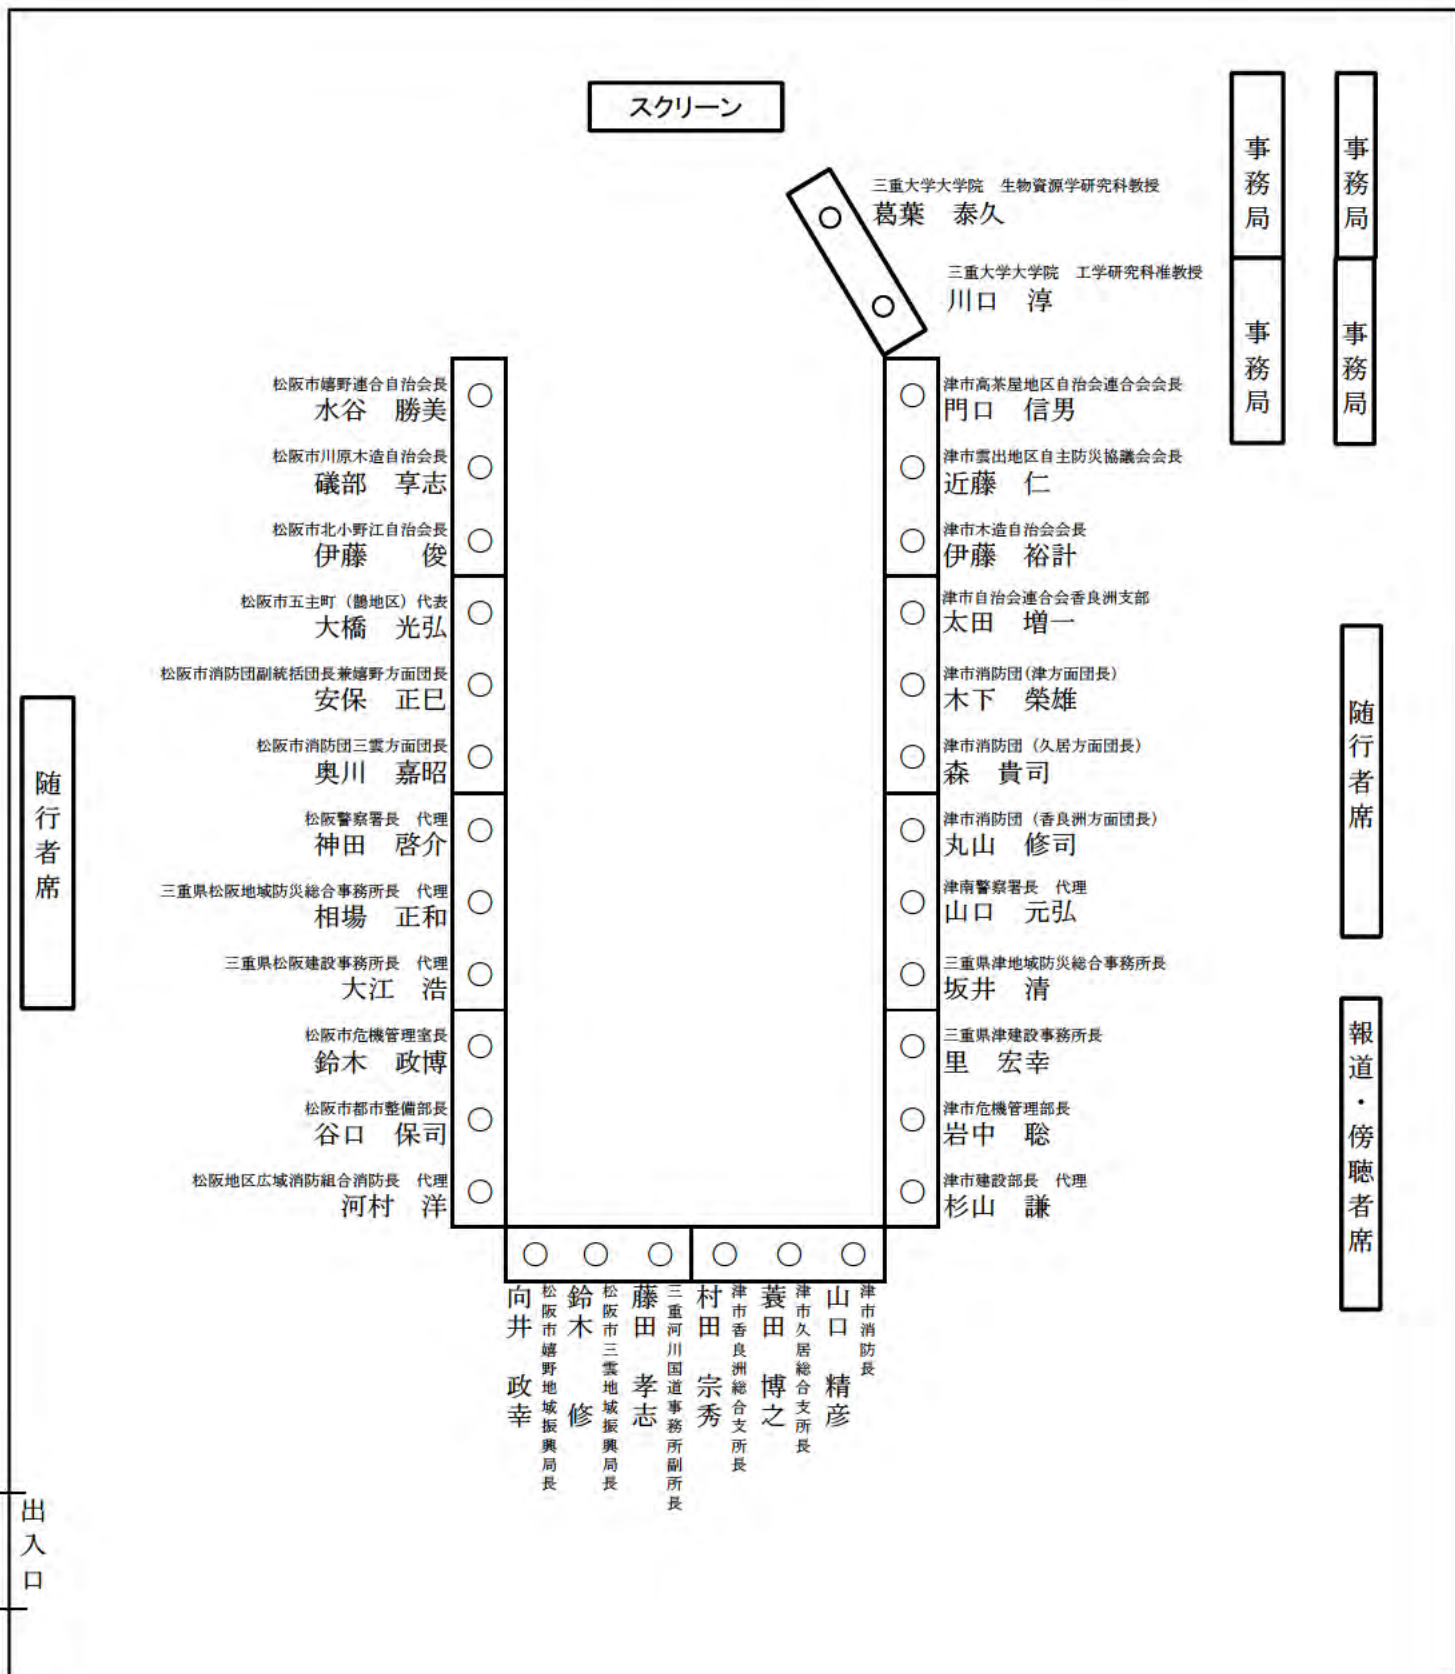 スクリーン
三重大学大学院　生物資源学研究科教授
葛葉　泰久
三重大学大学院　工学研究科准教授
川口　淳
事務局
事務局
事務局
事務局
松阪市嬉野連合自治会長
水谷　勝美
松阪市川原木造自治会長
礒部　享志
松阪市北小野江自治会長
伊藤　俊
松阪市五主町（鵲地区）代表
大橋　光弘
松阪市消防団副統括団長兼嬉野方面団長
安保　正巳
松阪市消防団三雲方面団長
奥川　嘉昭
松阪警察署長　代理
神田　啓介
三重県松阪地域防災総合事務所長　代理
相場　正和
三重県松阪建設事務所長　代理
大江　浩
松阪市危機管理室長
鈴木　政博
松阪市都市整備部長
谷口　保司
松阪地区広域消防組合消防長　代理
河村　洋
津市高茶屋地区自治会連合会会長
門口　信男
津市雲出地区自主防災協議会会長
近藤　仁
津市木造自治会会長
伊藤　裕計
津市自治会連合会香良洲支部
太田　増一
津市消防団(津方面団長)
木下　榮雄
津市消防団（久居方面団長）
森　貴司
津市消防団（香良洲方面団長）
丸山　修司
津南警察署長　代理
山口　元弘
三重県津地域防災総合事務所長
坂井　清
三重県津建設事務所長
里　宏幸
津市危機管理部長
岩中　聡
津市建設部長　代理
杉山　謙
津市消防長
山口　精彦
津市久居総合支所長
蓑田　博之
津市香良洲総合支所長
村田　宗秀
三重河川国道事務所副所長
藤田　孝志
松阪市三雲地域振興局長
鈴木　修
松阪市嬉野地域振興局長
向井　政幸
随行者席
随行者席
報道・傍聴者席
出入口